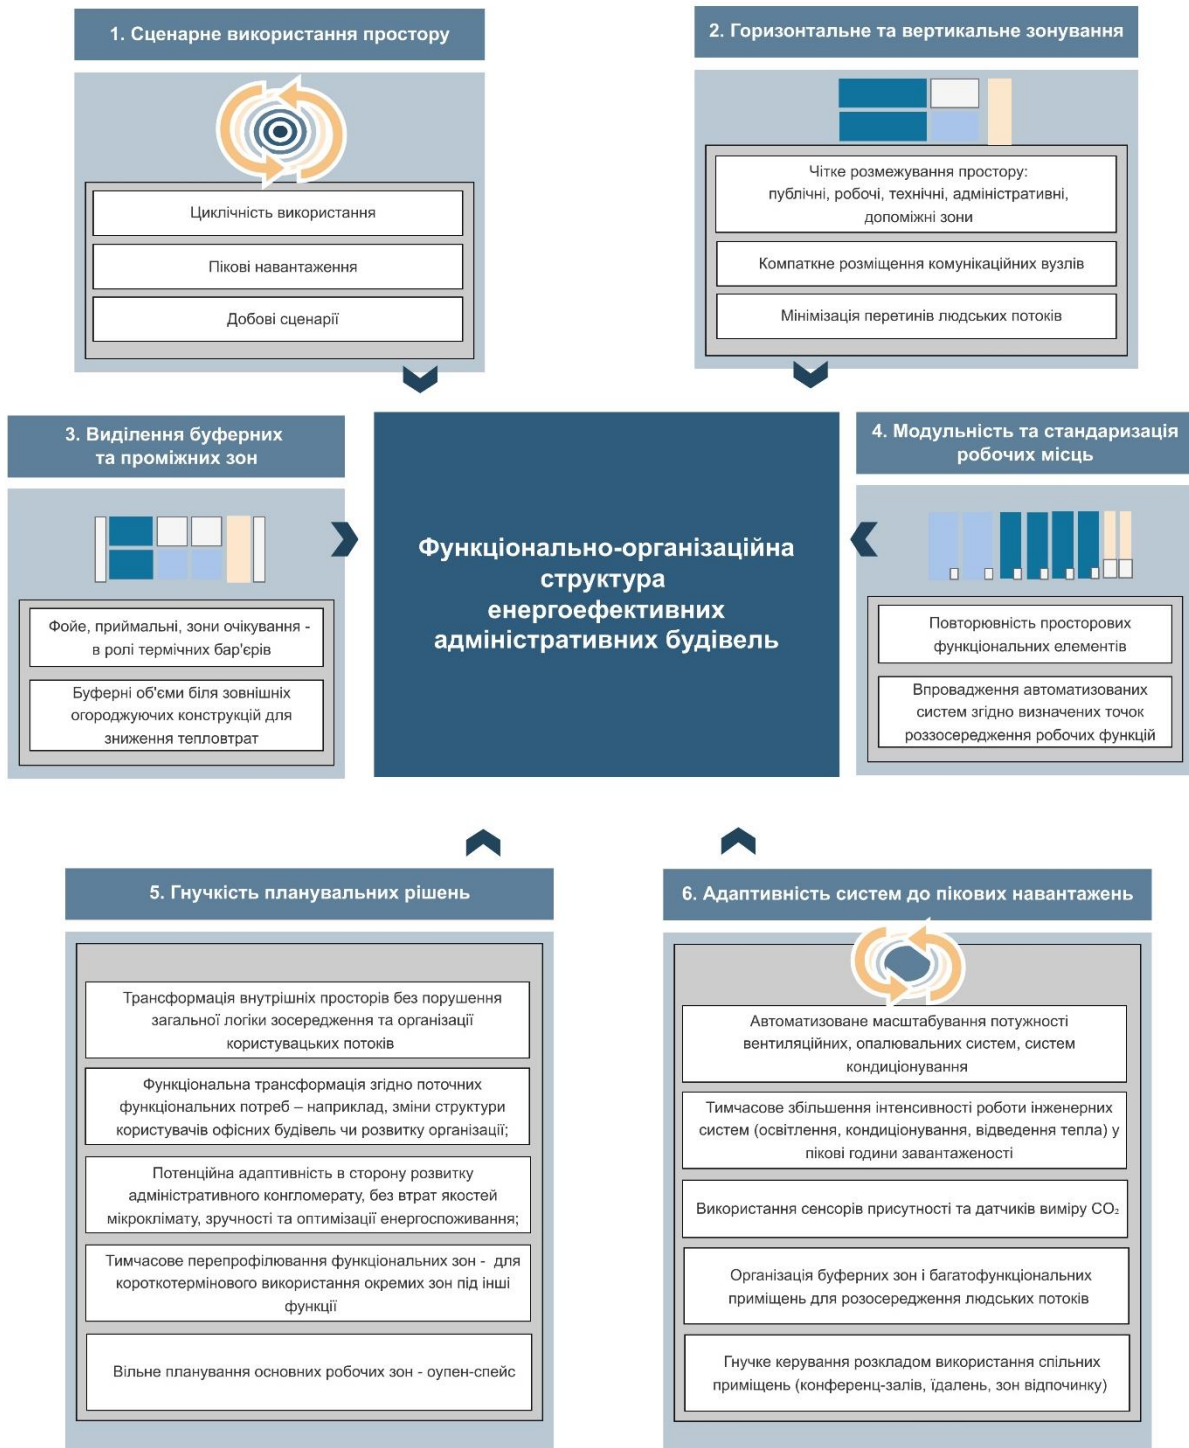 1. Сценарне використання простору
Циклічність використання
Пікові навантаження
Добові сценарії
2. Горизонтальне та вертикальне зонування
Чітке розмежування простору:
публічні, робочі, технічні, адміністративні,
допоміжні зони
Компаткне розміщення комунікаційних вузлів
Мінімізація перетинів людських потоків
3. Виділення буферних
та проміжних зон
Фойє, приймальні, зони очікування -
в ролі термічних бар'єрів
Буферні об'єми біля зовнішніх
огороджуючих конструкцій для
зниження тепловтрат
Функціонально-організаційна
структура
енергоефективних
адміністративних будівель
4. Модульність та стандаризація
робочих місць
Повторюність просторових
функціональних елементів
Впровадження автоматизованих
систем згідно визначених точок
роззосередження робочих функцій
5. Гнучкість планувальних рішень
Трансформація внутрішніх просторів без порушення
загальної логіки зосередження та організації
користувацьких потоків
Функціональна трансформація згідно поточних
функціональних потреб – наприклад, зміни структури
користувачів офісних будівель чи розвитку організації;
Потенційна адаптивність в сторону розвитку
адміністративного конгломерату, без втрат якостей
мікроклімату, зручності та оптимізації енергоспоживання;
Тимчасове перепрофілювання функціональних зон - для
короткотермінового використання окремих зон під інші
функції
Вільне планування основних робочих зон - оупен-спейс
6. Адаптивність систем до пікових навантажень
Автоматизоване масштабування потужності
вентиляційних, опалювальних систем, систем
кондиціонування
Тимчасове збільшення інтенсивності роботи інженерних
систем (освітлення, кондиціонування, відведення тепла) у
пікові години завантаженості
Використання сенсорів присутності та датчиків виміру CO₂
Організація буферних зон і багатофункціональних
приміщень для розосередження людських потоків
Гнучке керування розкладом використання спільних
приміщень (конференц-залів, їдалень, зон відпочинку)